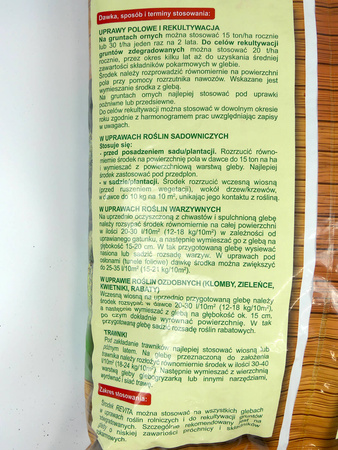 Dawka, sposób i terminy stosowania:
UPRAWY POLOWE I REKULTYWACJA
Na gruntach ornych można stosować 15 ton/ha rocznie
lub 30 t/ha jeden raz na 2 lata. Do celów rekultywacji
gruntów zdegradowanych można stosować 20 t/ha
rocznie, przez okres kilku lat aż do uzyskania średniej
zawartości składników pokarmowych w glebie.
Środek należy rozprowadzić równomiernie na powierzchni
pola przy pomocy rozrzutnika nawozów. Wskazane jest
wymieszanie środka z glebą.
Na gruntach ornych najlepiej stosować pod uprawki
pożniwne lub przedsiewne.
Do celów rekultywacji można stosować w dowolnym okresie
roku zgodnie z harmonogramem prac uwzględniając zapisy
w uwagach.
W UPRAWACH ROŚLIN SADOWNICZYCH
Stosuje się:
- przed posadzeniem sadu/plantacji. Rozrzucić równo-
miernie środek na powierzchnię pola w dawce do 15 ton na ha
i wymieszać z powierzchniową warstwą gleby. Najlepiej
środek zastosować pod przedplon.
- w sadzie/plantacji. Środek rozrzucić wczesną wiosną
(przed ruszeniem wegetacji), wokół drzew/krzewów,
w dawce do 10 kg na 10 m², unikając jego kontaktu z rośliną.
W UPRAWACH ROŚLIN WARZYWNYCH
Na uprzednio oczyszczoną z chwastów i spulchnioną glebę
należy rozsypać środek równomiernie na całej powierzchni
w ilości 20-30 l/10m² (12-18 kg/10m²) w zależności od
uprawianego gatunku, a następnie wymieszać go z glebą na
głębokość 15-20 cm. W tak przygotowaną glebę wysiewać
nasiona lub sadzić rozsadę warzyw. W uprawach pod
osłonami (tunele foliowe) dawkę środka można zwiększyć
do 25-35 l/10m² (15-21 kg/10m²).
W UPRAWIE ROŚLIN OZDOBNYCH (KLOMBY, ZIELEŃCE,
KWIETNIKI, RABATY)
Wczesną wiosną na uprzednio przygotowaną glebę należy
środek rozsypać w dawce 20-30 l/10m² (12-18 kg/10m²),
a następnie wymieszać z glebą na głębokość ok. 15 cm,
po czym dokładnie wyrównać powierzchnię. W tak
przygotowaną glebę sadzić rozsadę roślin rabatowych.
TRAWNIKI
Pod zakładanie trawników najlepiej stosować wiosną lub
późnym latem. Na glebę przeznaczoną do założenia
trawnika należy rozłożyć równomiernie środek w ilości 30-40
l/10m² (18-24 kg/10m²). Następnie wymieszać z wierzchnią
warstwą gleby glebogryzarką lub innymi narzędziami,
wyrównać i siać trawę.
Zakres stosowania:
Środek REVITA można stosować na wszystkich glebach
w uprawach roślin rolniczych i do rekultywacji gruntów
zdegradowanych. Szczególnie rekomendowany jest na
gleby o niskiej zawartości próchnicy i składników
pokarmowych.